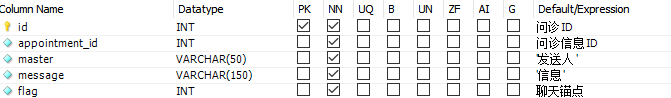 Column Name Datatype PK NN UQ B UN ZF AI G Default/Expression
id INT 问诊ID
appointment_id INT 问诊信息ID
master VARCHAR(50) '发送人'
message VARCHAR(150) '信息'
flag INT 聊天锚点